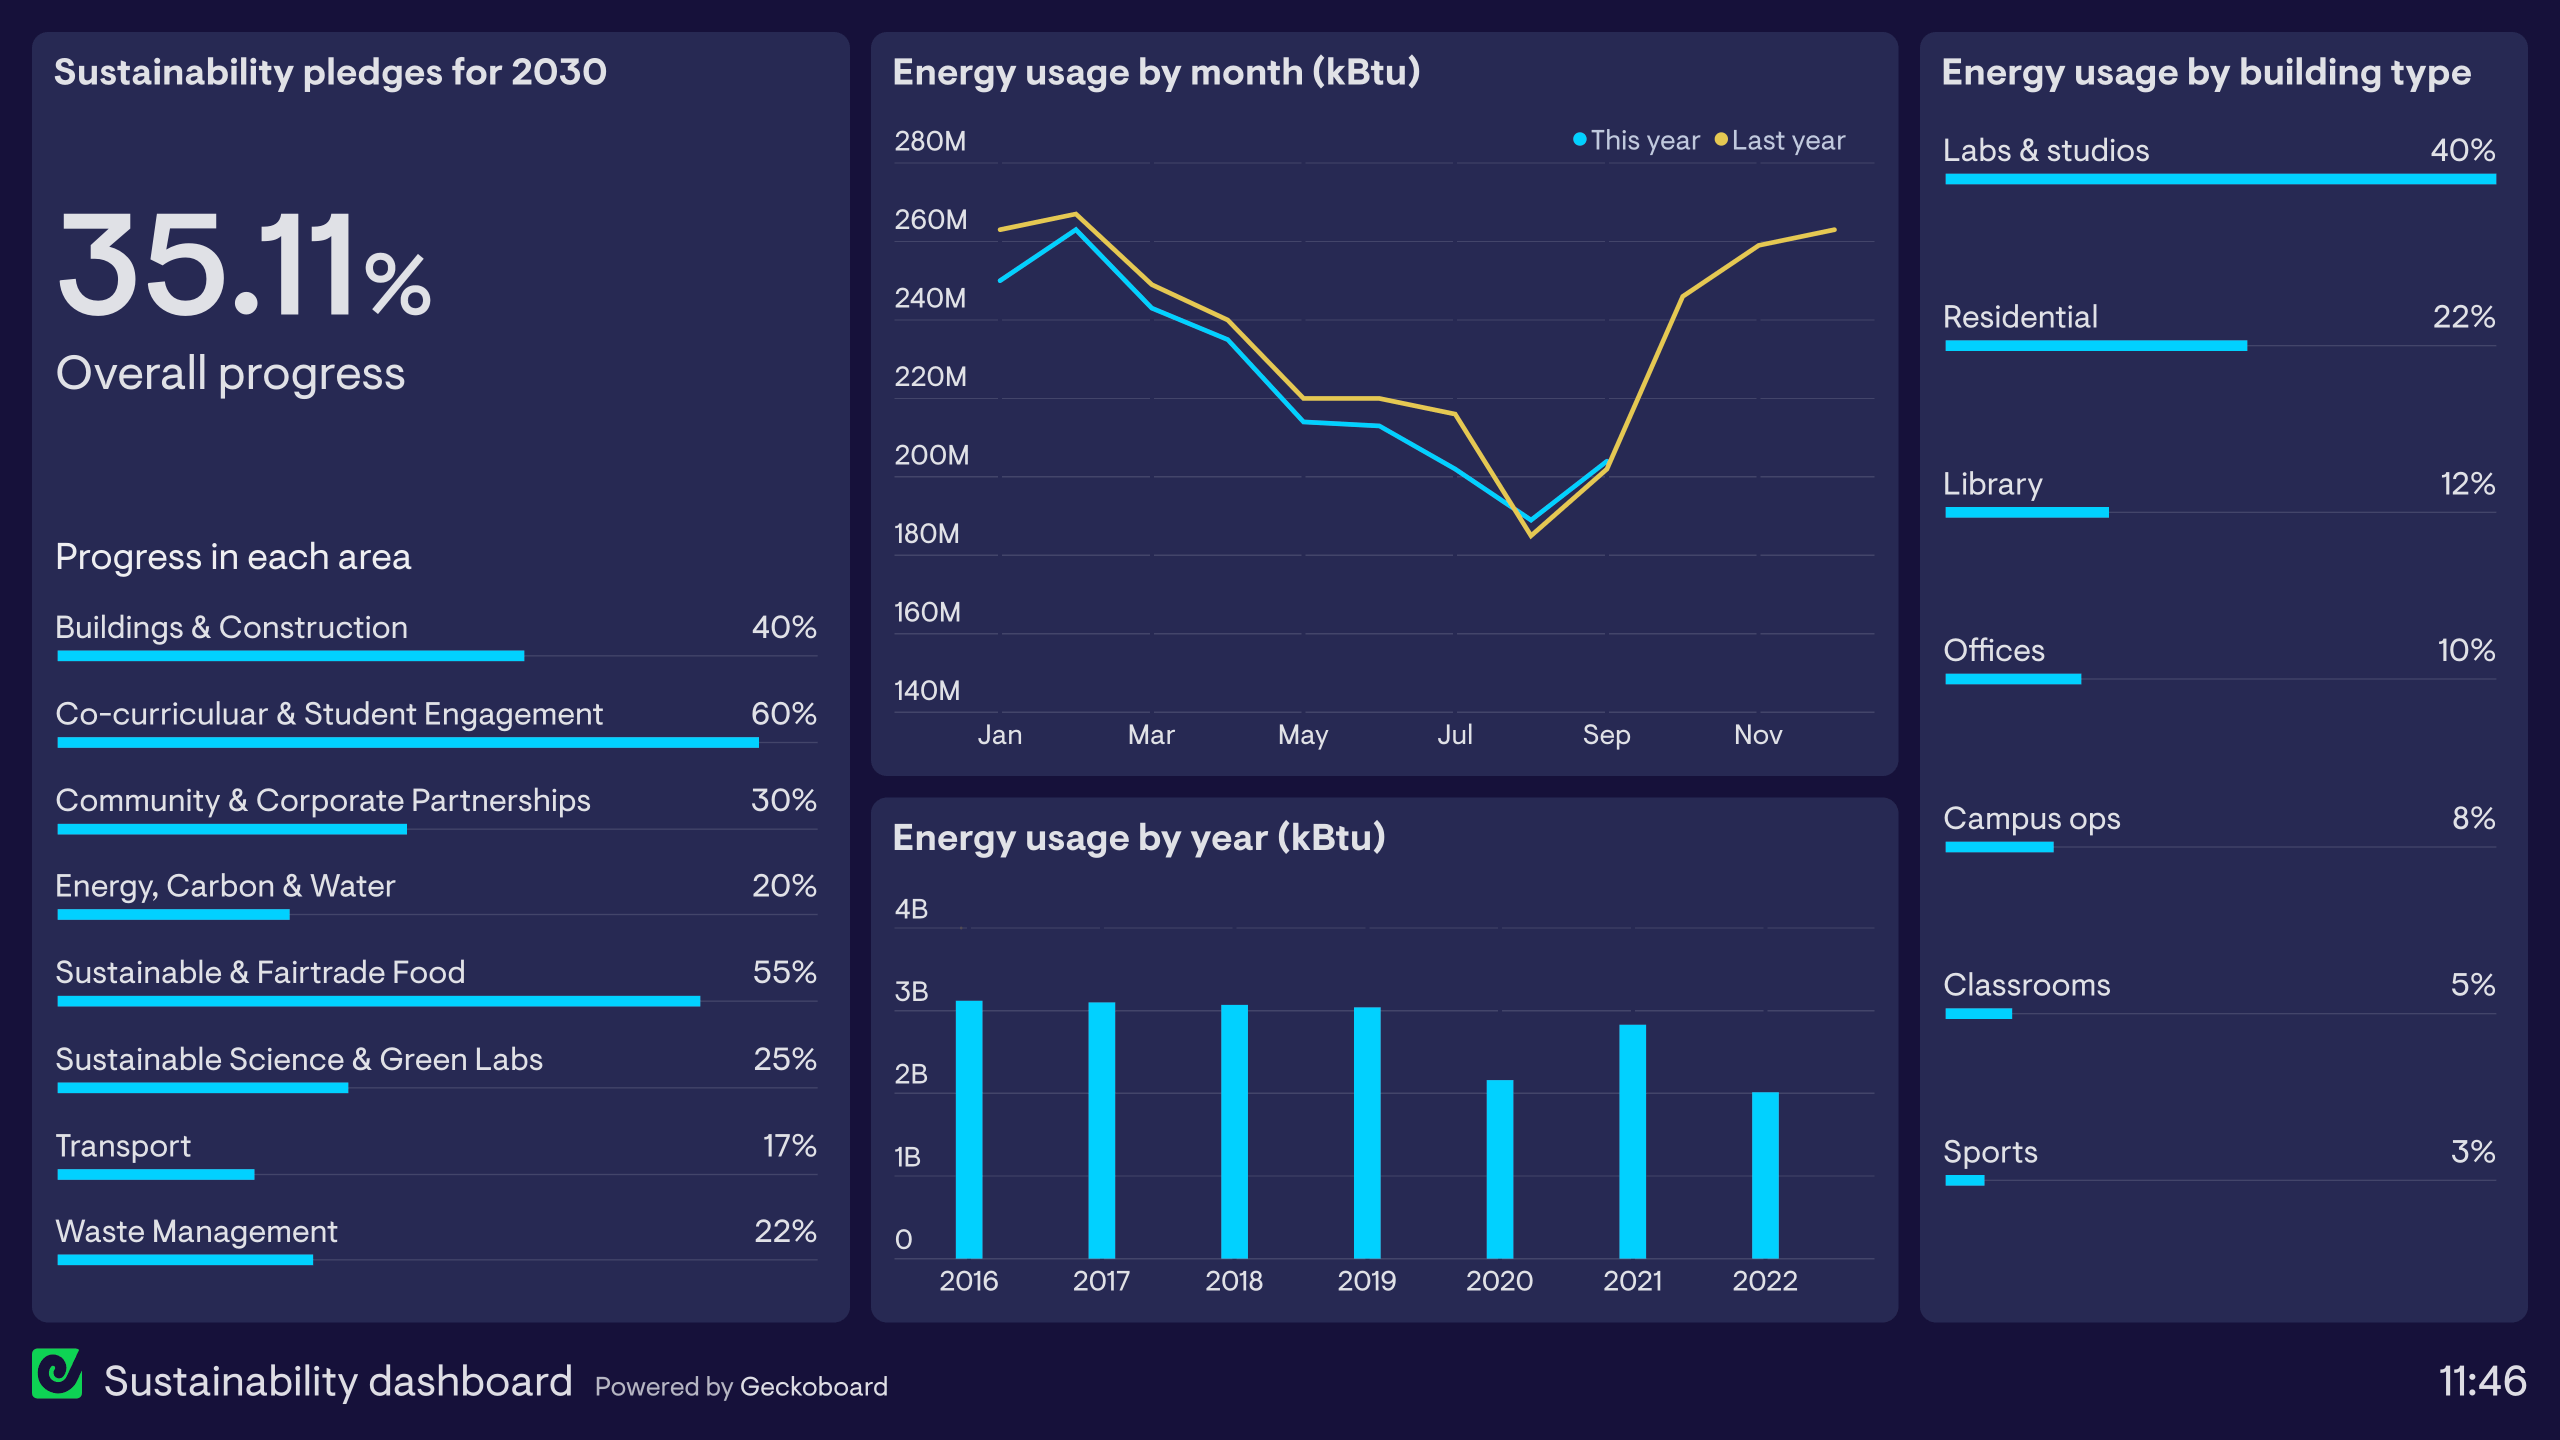 Sustainability pledges for 2030
35.11%
Overall progress
Progress in each area
Buildings & Construction 40%
Co-curriculuar & Student Engagement 60%
Community & Corporate Partnerships 30%
Energy, Carbon & Water 20%
Sustainable & Fairtrade Food 55%
Sustainable Science & Green Labs 25%
Transport 17%
Waste Management 22%
Energy usage by month (kBtu)
This year Last year
280M
260M
240M
220M
200M
180M
160M
140M
Jan Mar May Jul Sep Nov
Energy usage by year (kBtu)
4B
3B
2B
1B
0
2016 2017 2018 2019 2020 2021 2022
Energy usage by building type
Labs & studios 40%
Residential 22%
Library 12%
Offices 10%
Campus ops 8%
Classrooms 5%
Sports 3%
Sustainability dashboard Powered by Geckoboard
11:46